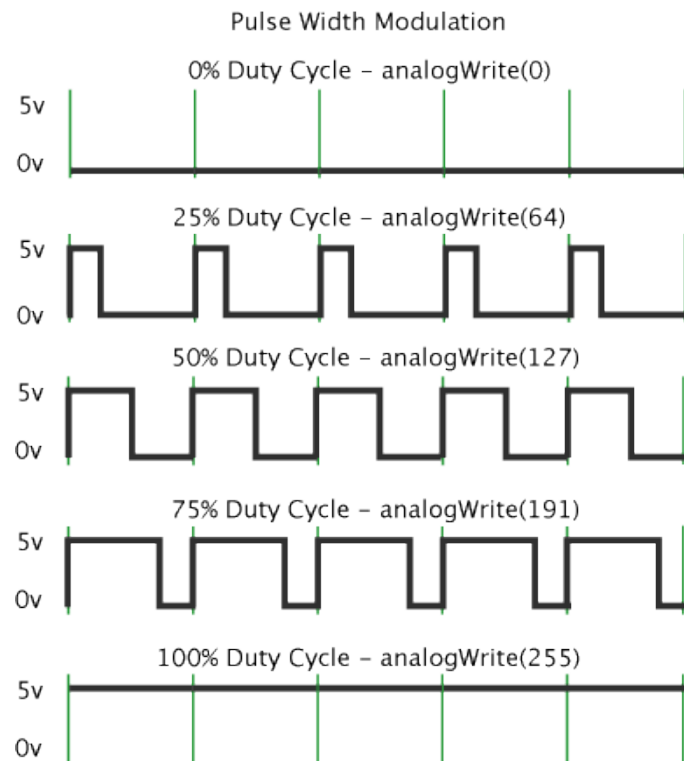 Pulse Width Modulation
0% Duty Cycle – analogWrite(0)
5v
0v
25% Duty Cycle – analogWrite(64)
5v
0v
50% Duty Cycle – analogWrite(127)
5v
0v
75% Duty Cycle – analogWrite(191)
5v
0v
100% Duty Cycle – analogWrite(255)
5v
0v